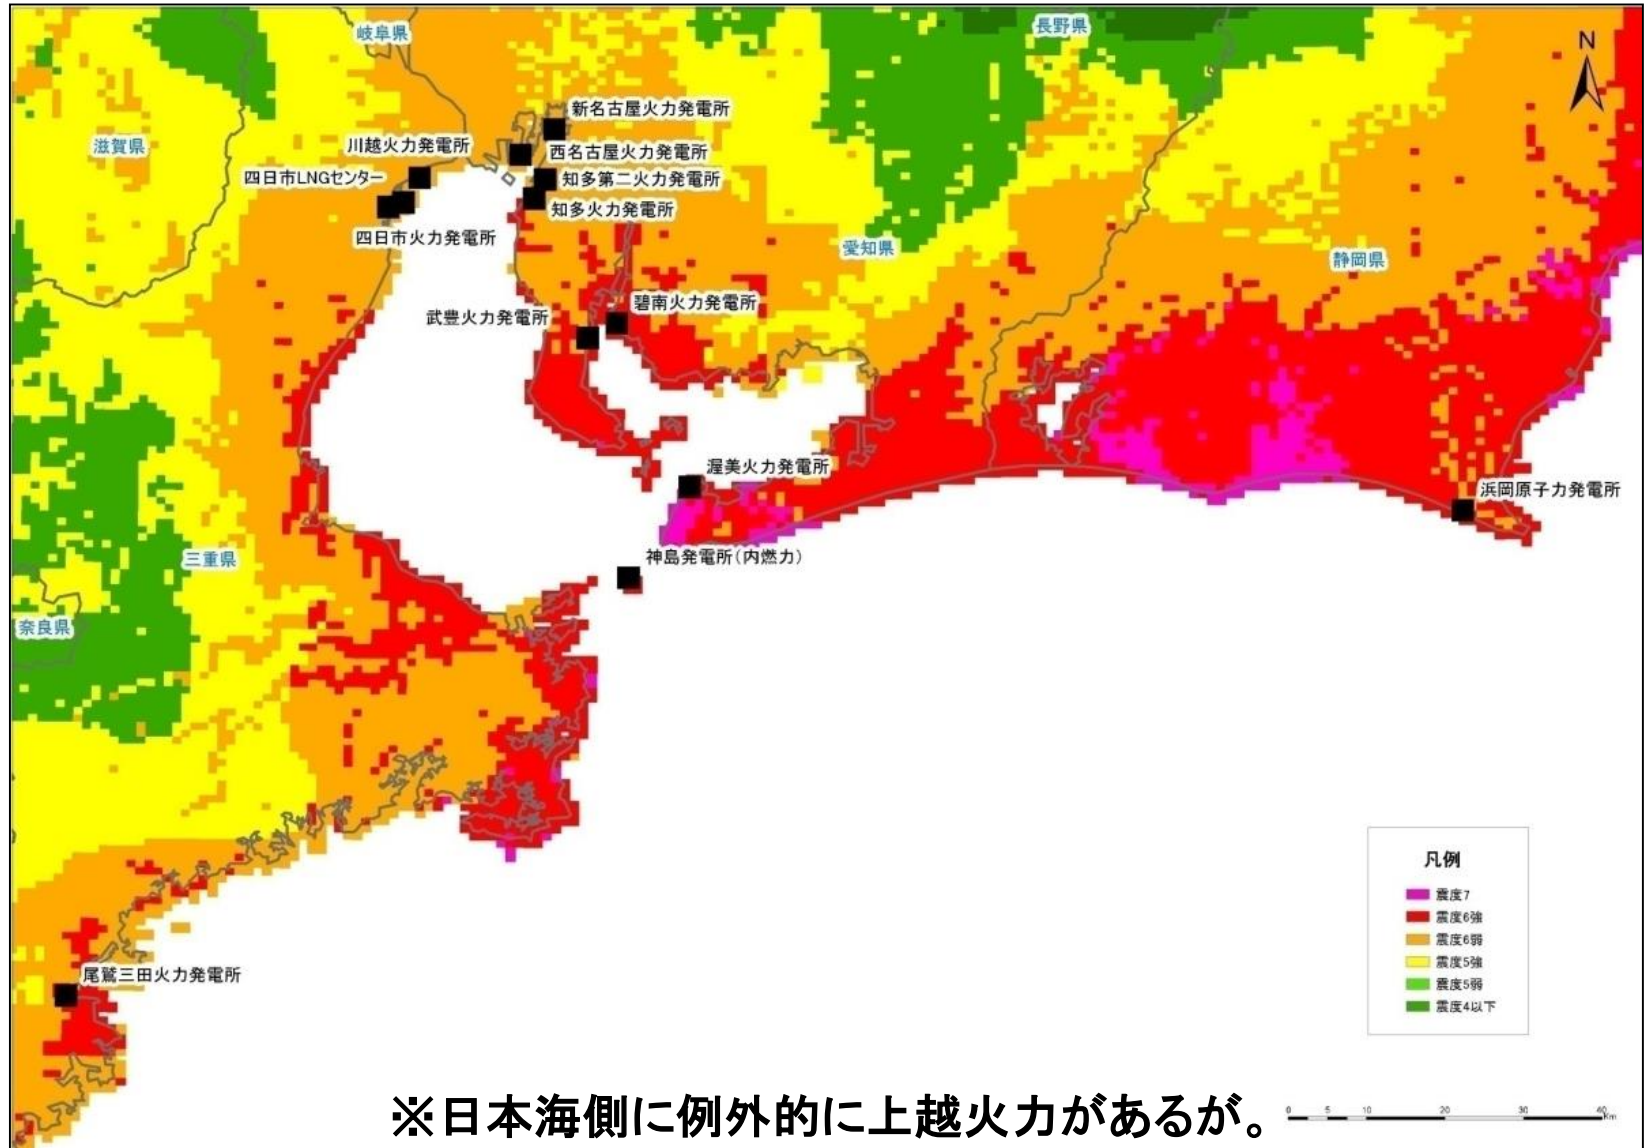 岐阜県
長野県
N
新名古屋火力発電所
川越火力発電所
滋賀県
西名古屋火力発電所
四日市LNGセンター
知多第二火力発電所
知多火力発電所
四日市火力発電所
愛知県
静岡県
碧南火力発電所
武豊火力発電所
渥美火力発電所
浜岡原子力発電所
神島発電所(内燃力)
三重県
奈良県
凡例
震度7
震度6強
震度6弱
震度5強
震度5弱
震度4以下
尾鷲三田火力発電所
※日本海側に例外的に上越火力があるが。
0 5 10 20 30 40 Km